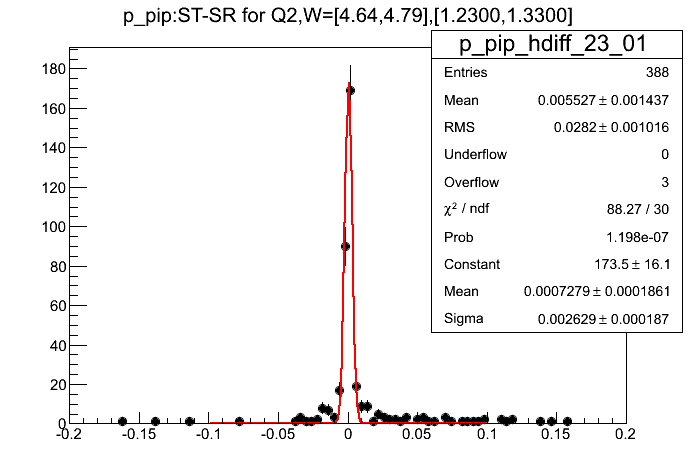 p_pip:ST-SR for Q2,W=[4.64,4.79],[1.2300,1.3300]
p_pip_hdiff_23_01
Entries 388
Mean 0.005527 ± 0.001437
RMS 0.0282 ± 0.001016
Underflow 0
Overflow 3
χ² / ndf 88.27 / 30
Prob 1.198e-07
Constant 173.5 ± 16.1
Mean 0.0007279 ± 0.0001861
Sigma 0.002629 ± 0.000187
180
160
140
120
100
80
60
40
20
0
-0.2 -0.15 -0.1 -0.05 0 0.05 0.1 0.15 0.2